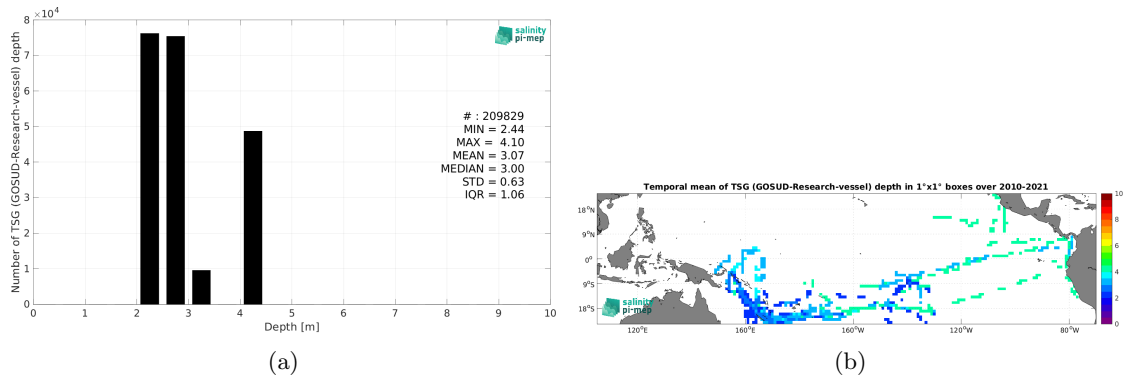 8 ×10⁴
7
6
5
4
3
2
1
0
Number of TSG (GOSUD-Research-vessel) depth
0 1 2 3 4 5 6 7 8 9 10
Depth [m]
salinity
pi-mep
# : 209829
MIN = 2.44
MAX = 4.10
MEAN = 3.07
MEDIAN = 3.00
STD = 0.63
IQR = 1.06
(a)
Temporal mean of TSG (GOSUD-Research-vessel) depth in 1°x1° boxes over 2010-2021
18°N
9°N
0°
9°S
18°S
120°E 160°E 160°W 120°W 80°W
salinity
pi-mep
10
8
6
4
2
0
(b)